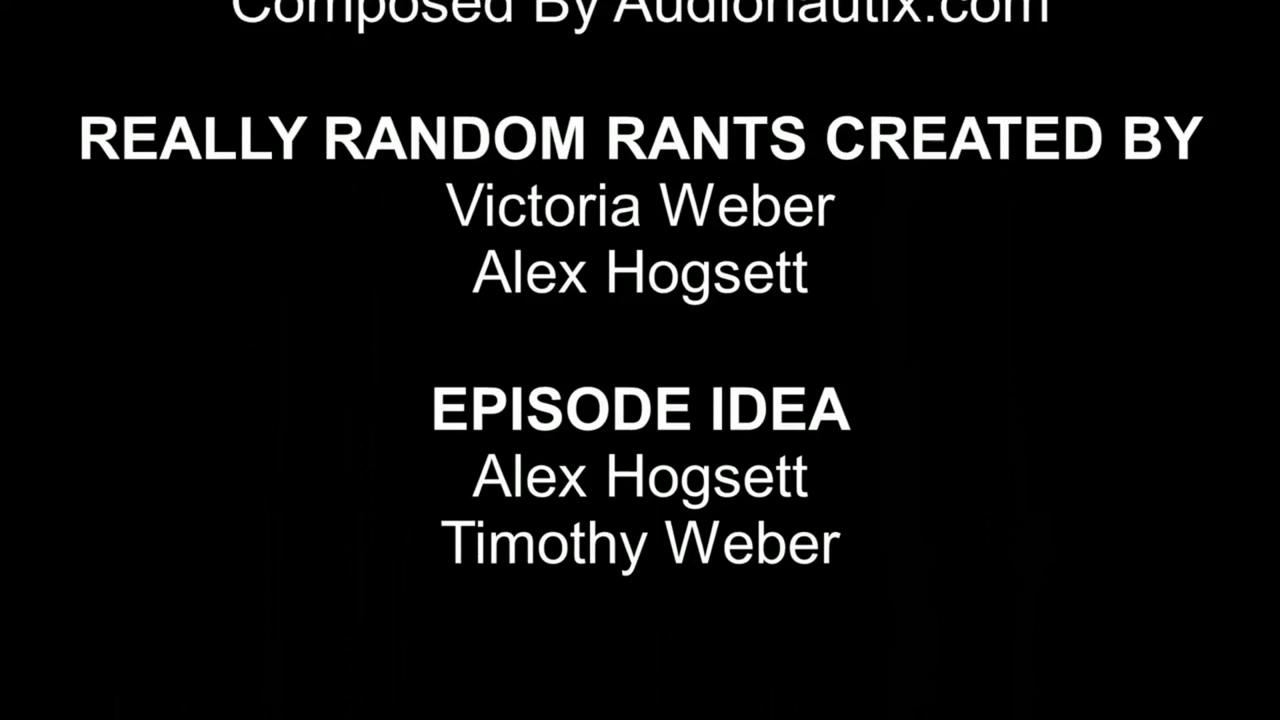 Composed By Audionautix.com
REALLY RANDOM RANTS CREATED BY
Victoria Weber
Alex Hogsett
EPISODE IDEA
Alex Hogsett
Timothy Weber